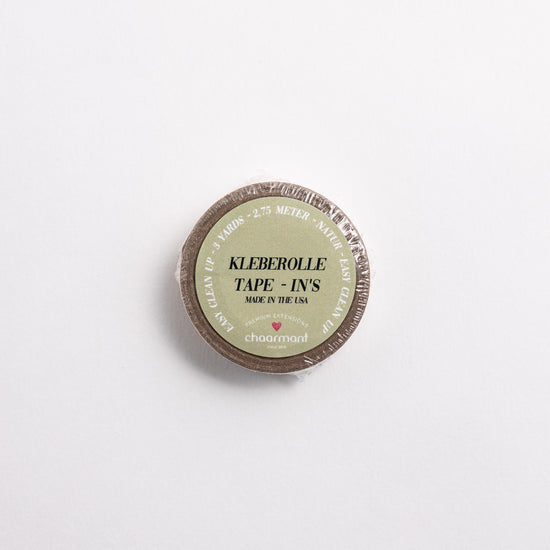 EASY CLEAN UP - 3 YARDS - 2,75 METER - NATUR - EASY CLEAN UP
KLEBEROLLE
TAPE - IN'S
MADE IN THE USA
PREMIUM EXTENSIONS
chaarmant